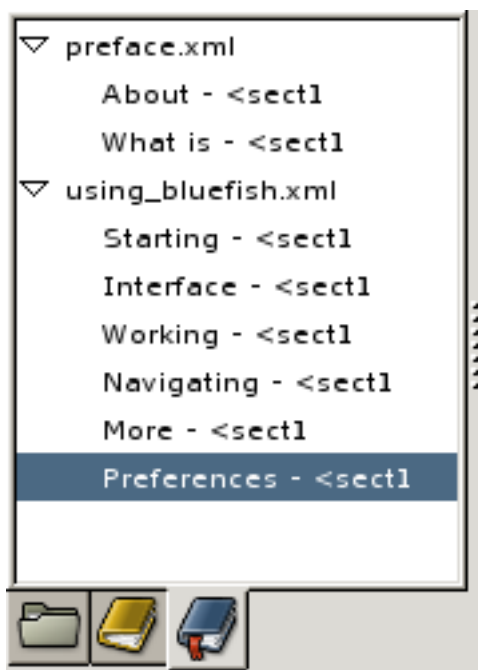 preface.xml
About - <sect1
What is - <sect1
using_bluefish.xml
Starting - <sect1
Interface - <sect1
Working - <sect1
Navigating - <sect1
More - <sect1
Preferences - <sect1